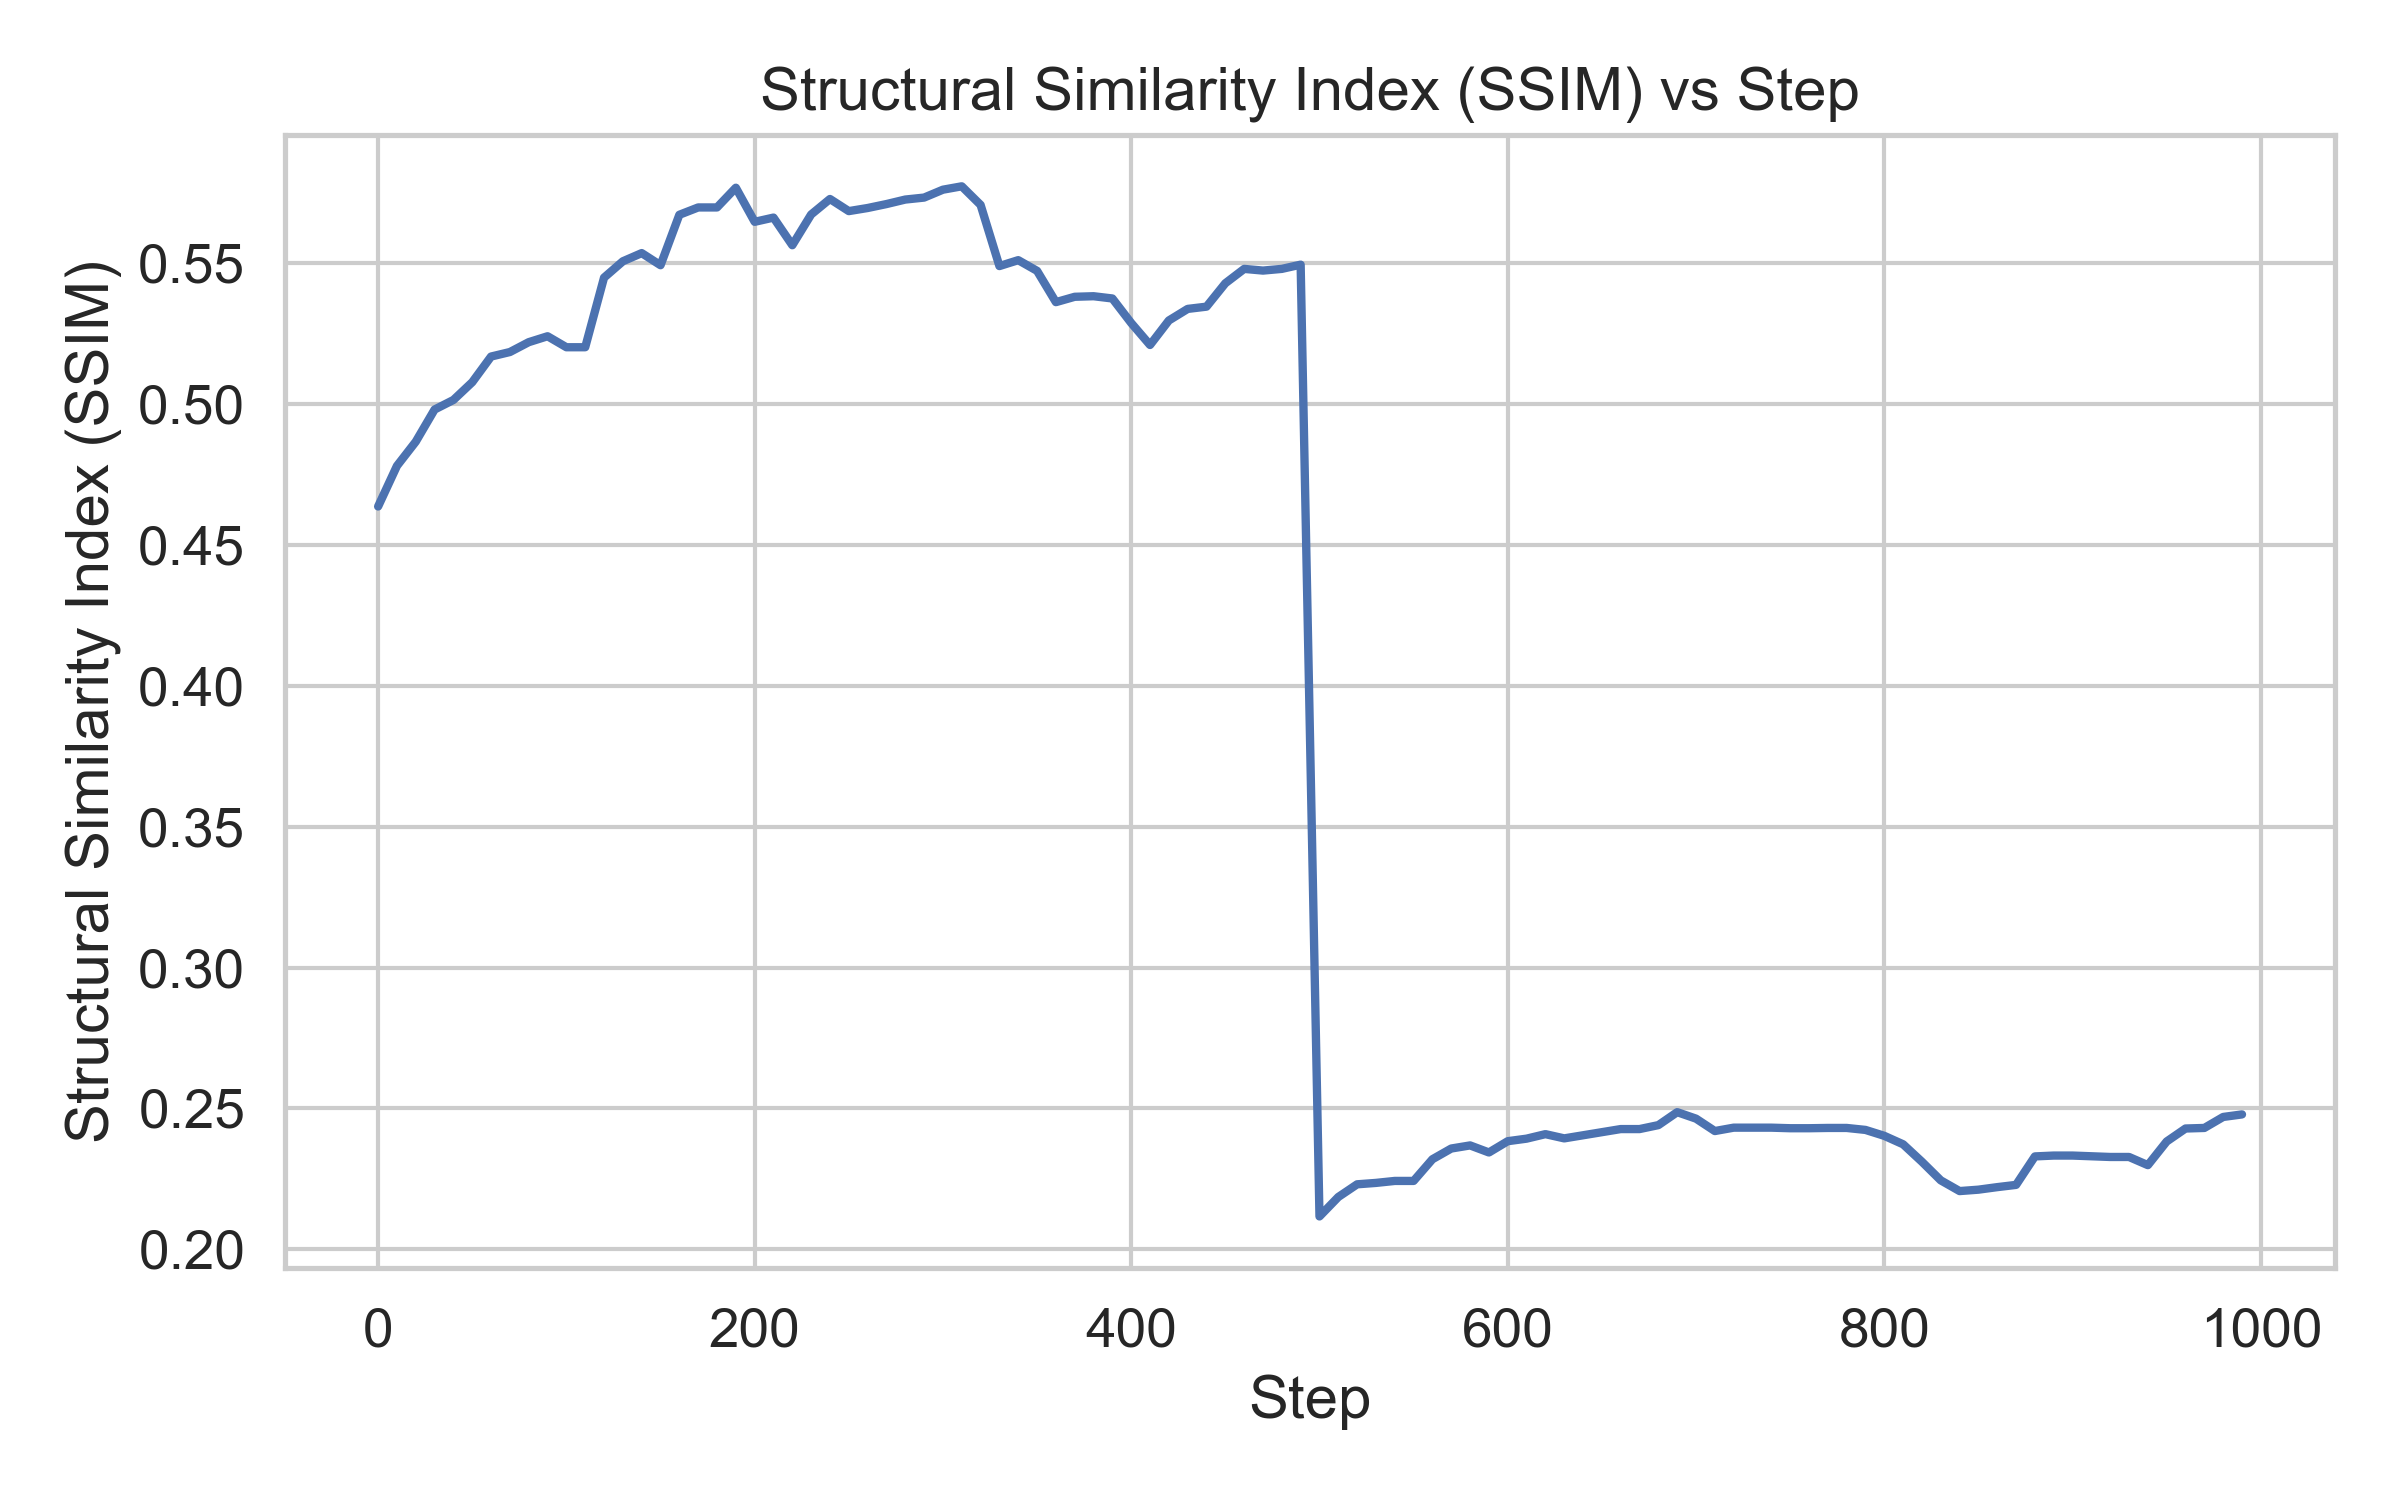 Structural Similarity Index (SSIM) vs Step
Structural Similarity Index (SSIM)
0.55
0.50
0.45
0.40
0.35
0.30
0.25
0.20
0 200 400 600 800 1000
Step